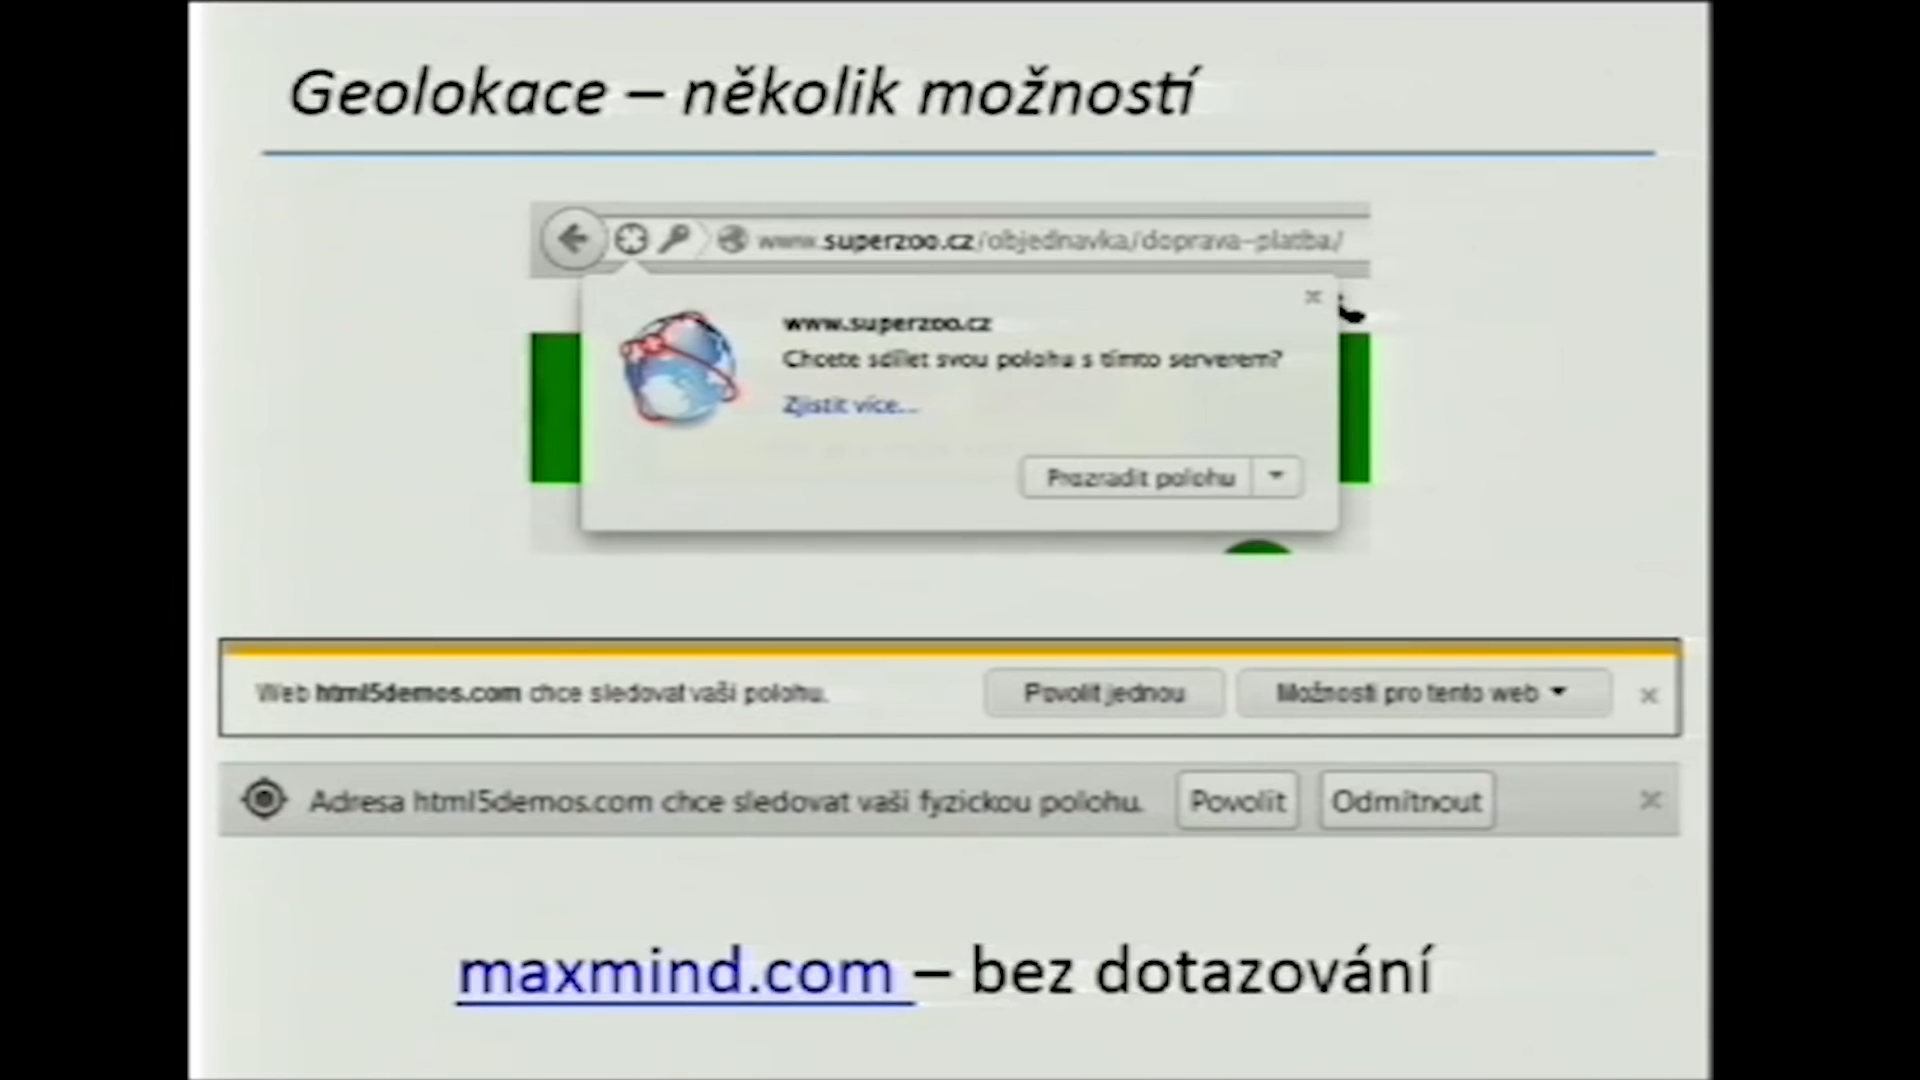 Geolokace – několik možností
www.superzoo.cz/objednavka/doprava-platba/
www.superzoo.cz
Chcete sdílet svou polohu s tímto serverem?
Zjistit více...
Prozradit polohu
Web html5demos.com chce sledovat vaši polohu. Povolit jednou Možnosti pro tento web
Adresa html5demos.com chce sledovat vaši fyzickou polohu. Povolit Odmítnout
maxmind.com – bez dotazování